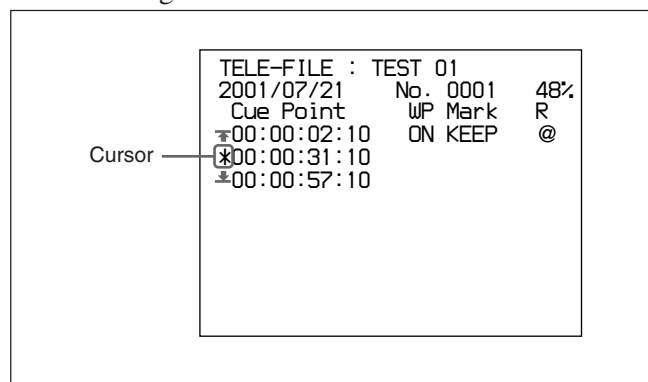 TELE-FILE : TEST 01
2001/07/21 No. 0001 48%
Cue Point WP Mark R
00:00:02:10 ON KEEP @
Cursor *00:00:31:10
00:00:57:10